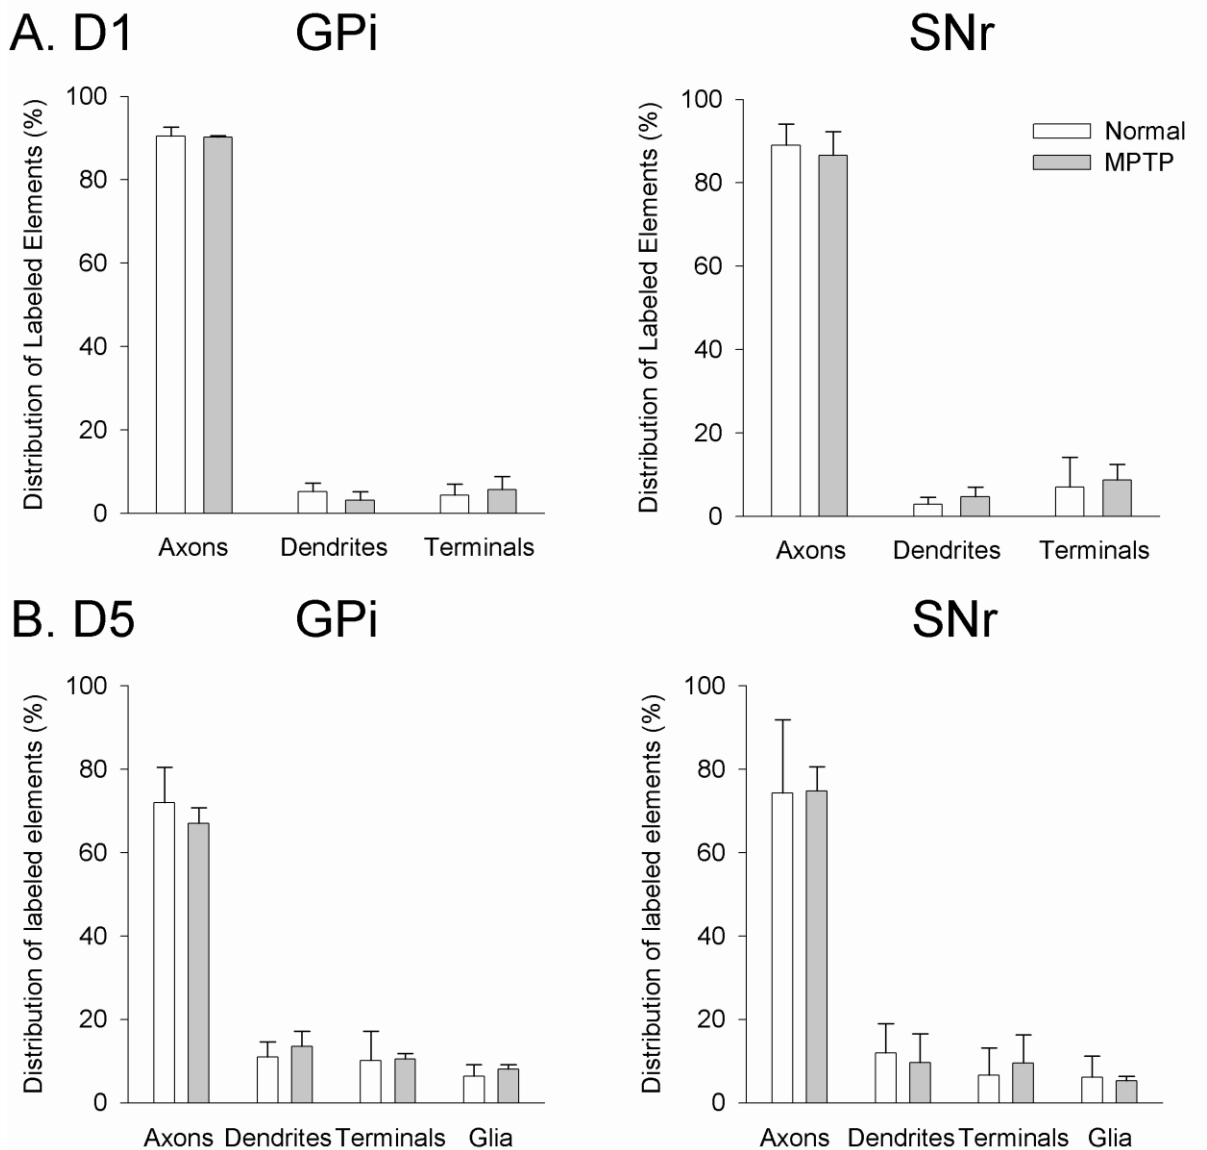 A. D1 GPi SNr
Distribution of Labeled Elements (%)
100
80
60
40
20
0
Axons Dendrites Terminals
Distribution of Labeled Elements (%)
100
80
60
40
20
0
Axons Dendrites Terminals
Normal
MPTP
B. D5 GPi SNr
Distribution of labeled elements (%)
100
80
60
40
20
0
Axons Dendrites Terminals Glia
Distribution of labeled elements (%)
100
80
60
40
20
0
Axons Dendrites Terminals Glia